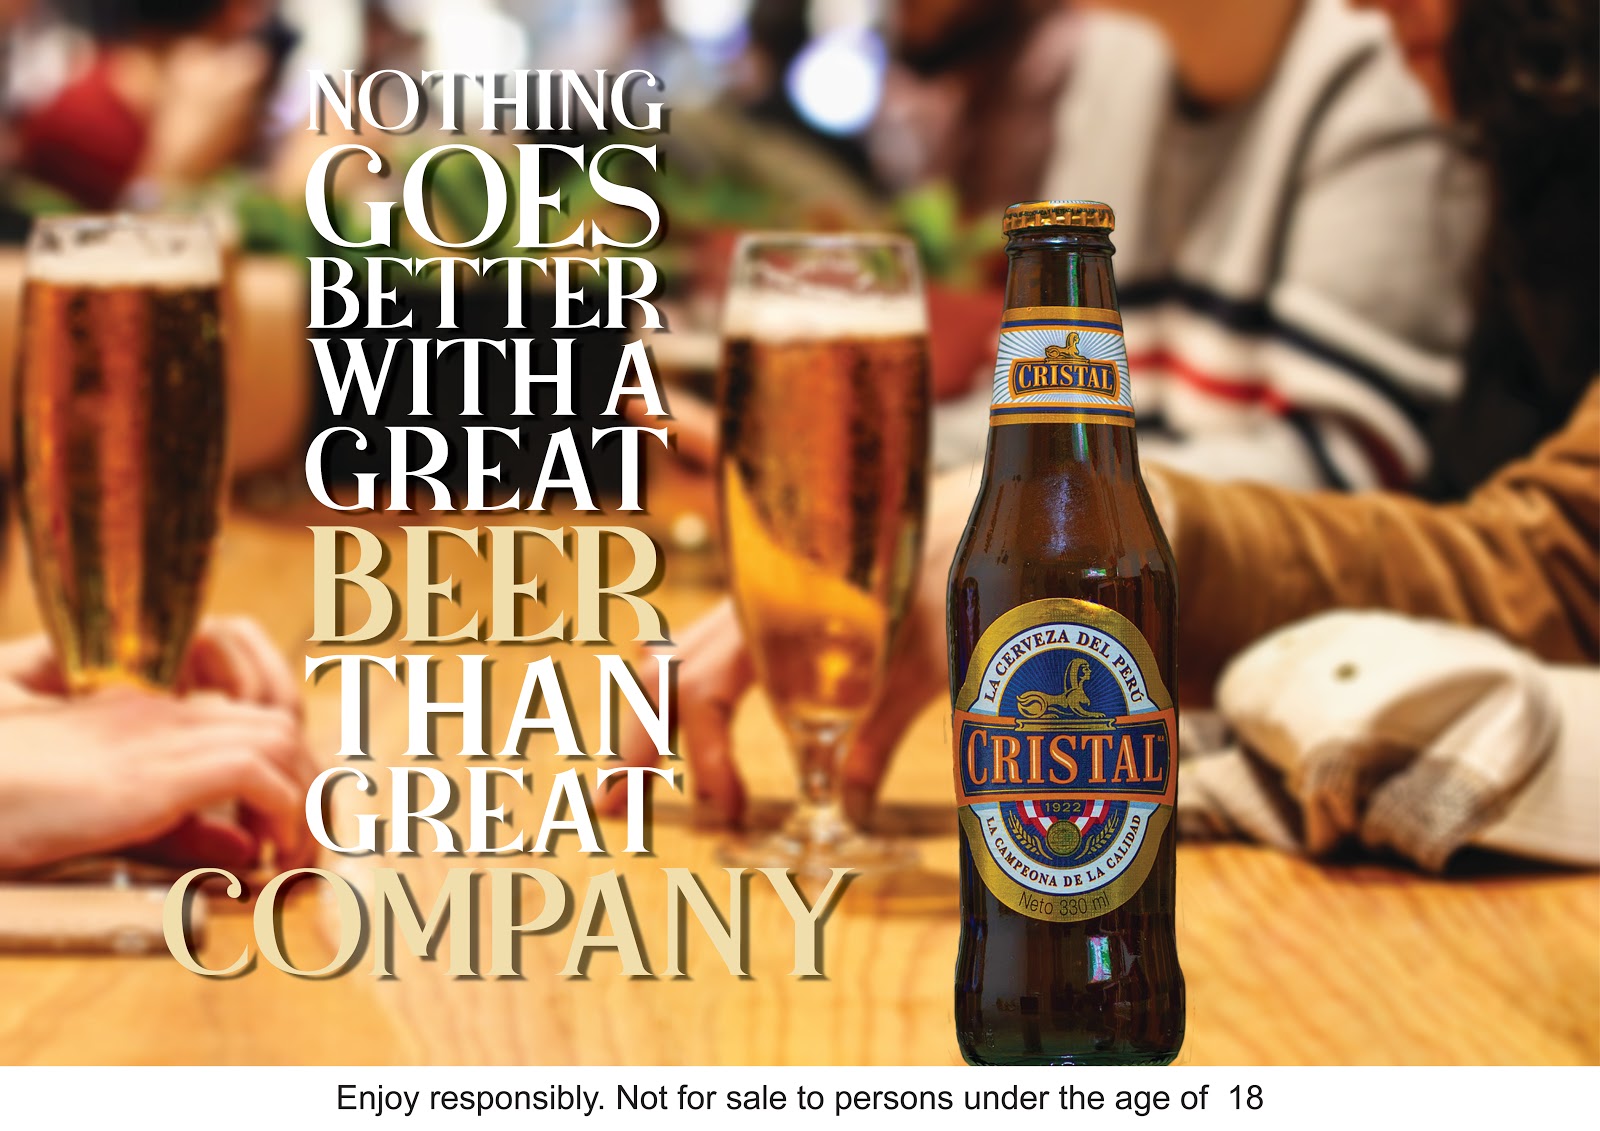 NOTHING
GOES
BETTER
WITH A
GREAT
BEER
THAN
GREAT
COMPANY
CRISTAL
LA CERVEZA DEL PERÚ
CRISTAL
1922
LA CAMPEONA DE LA CALIDAD
Neto 330 ml
Enjoy responsibly. Not for sale to persons under the age of 18